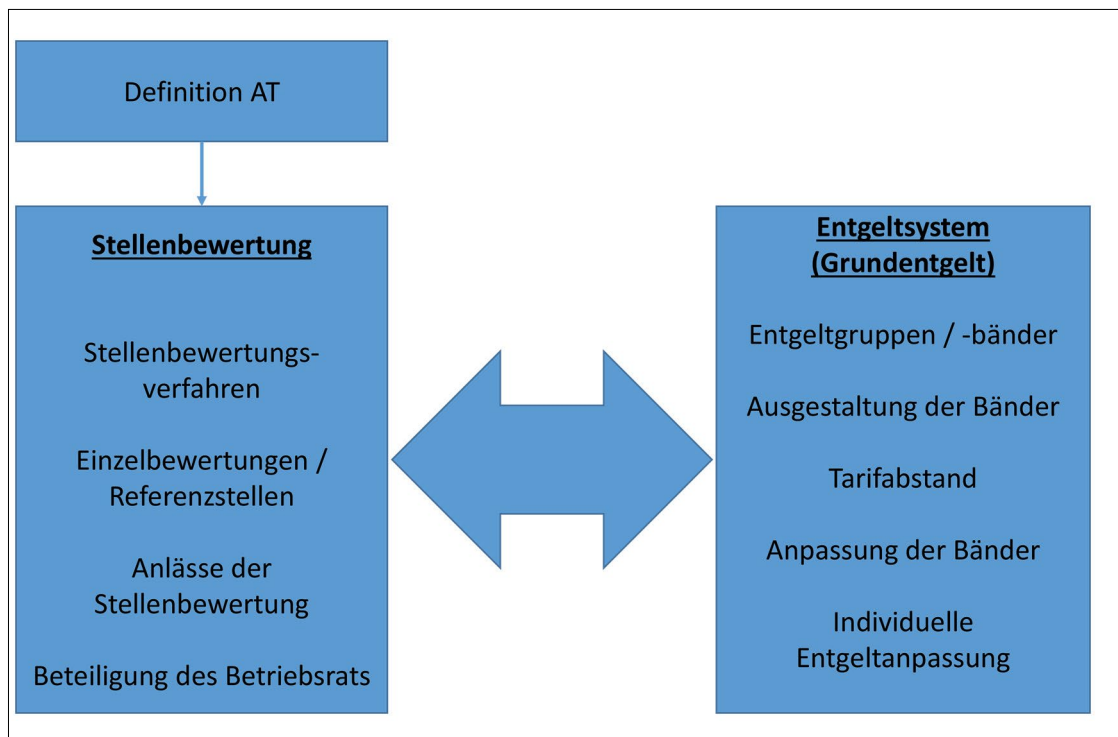 Definition AT
Stellenbewertung
Stellenbewertungs-
verfahren
Einzelbewertungen /
Referenzstellen
Anlässe der
Stellenbewertung
Beteiligung des Betriebsrats
Entgeltsystem
(Grundentgelt)
Entgeltgruppen / -bänder
Ausgestaltung der Bänder
Tarifabstand
Anpassung der Bänder
Individuelle
Entgeltanpassung